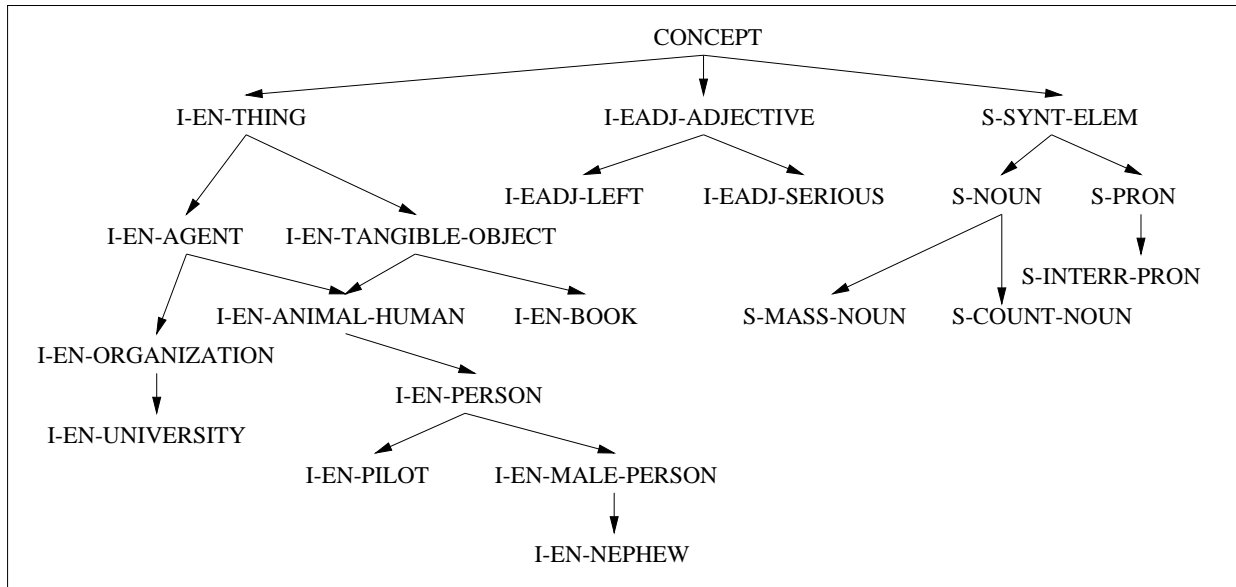 CONCEPT
I-EN-THING I-EADJ-ADJECTIVE S-SYNT-ELEM
I-EADJ-LEFT I-EADJ-SERIOUS S-NOUN S-PRON
I-EN-AGENT I-EN-TANGIBLE-OBJECT
S-INTERR-PRON
I-EN-ANIMAL-HUMAN I-EN-BOOK S-MASS-NOUN S-COUNT-NOUN
I-EN-ORGANIZATION
I-EN-PERSON
I-EN-UNIVERSITY
I-EN-PILOT I-EN-MALE-PERSON
I-EN-NEPHEW